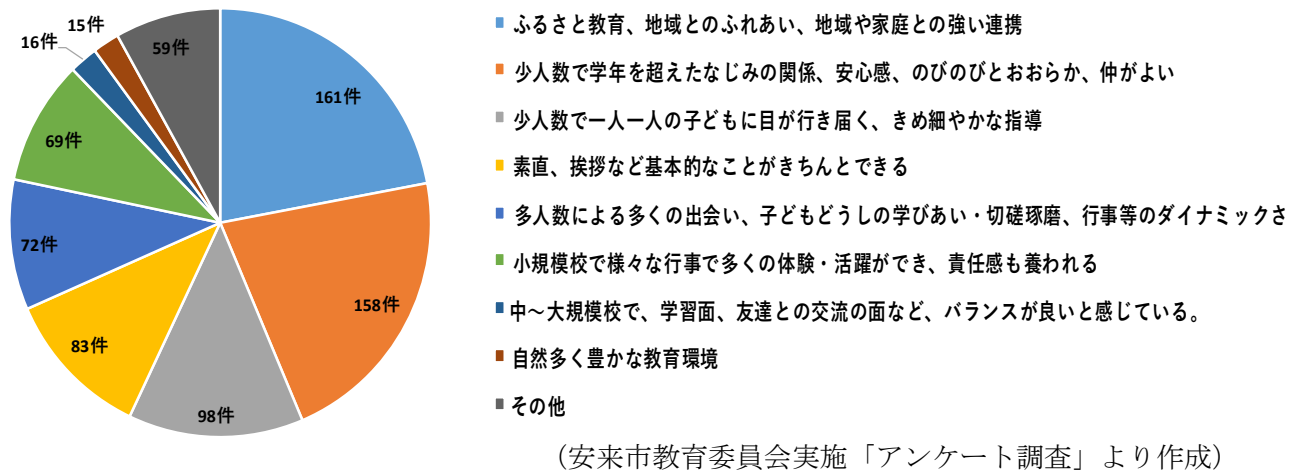 15件
16件
59件
161件
69件
72件
158件
83件
98件
ふるさと教育、地域とのふれあい、地域や家庭との強い連携
少人数で学年を超えたなじみの関係、安心感、のびのびとおおらか、仲がよい
少人数で一人一人の子どもに目が行き届く、きめ細やかな指導
素直、挨拶など基本的なことがきちんとできる
多人数による多くの出会い、子どもどうしの学びあい・切磋琢磨、行事等のダイナミックさ
小規模校で様々な行事で多くの体験・活躍ができ、責任感も養われる
中～大規模校で、学習面、友達との交流の面など、バランスが良いと感じている。
自然多く豊かな教育環境
その他
（安来市教育委員会実施「アンケート調査」より作成）